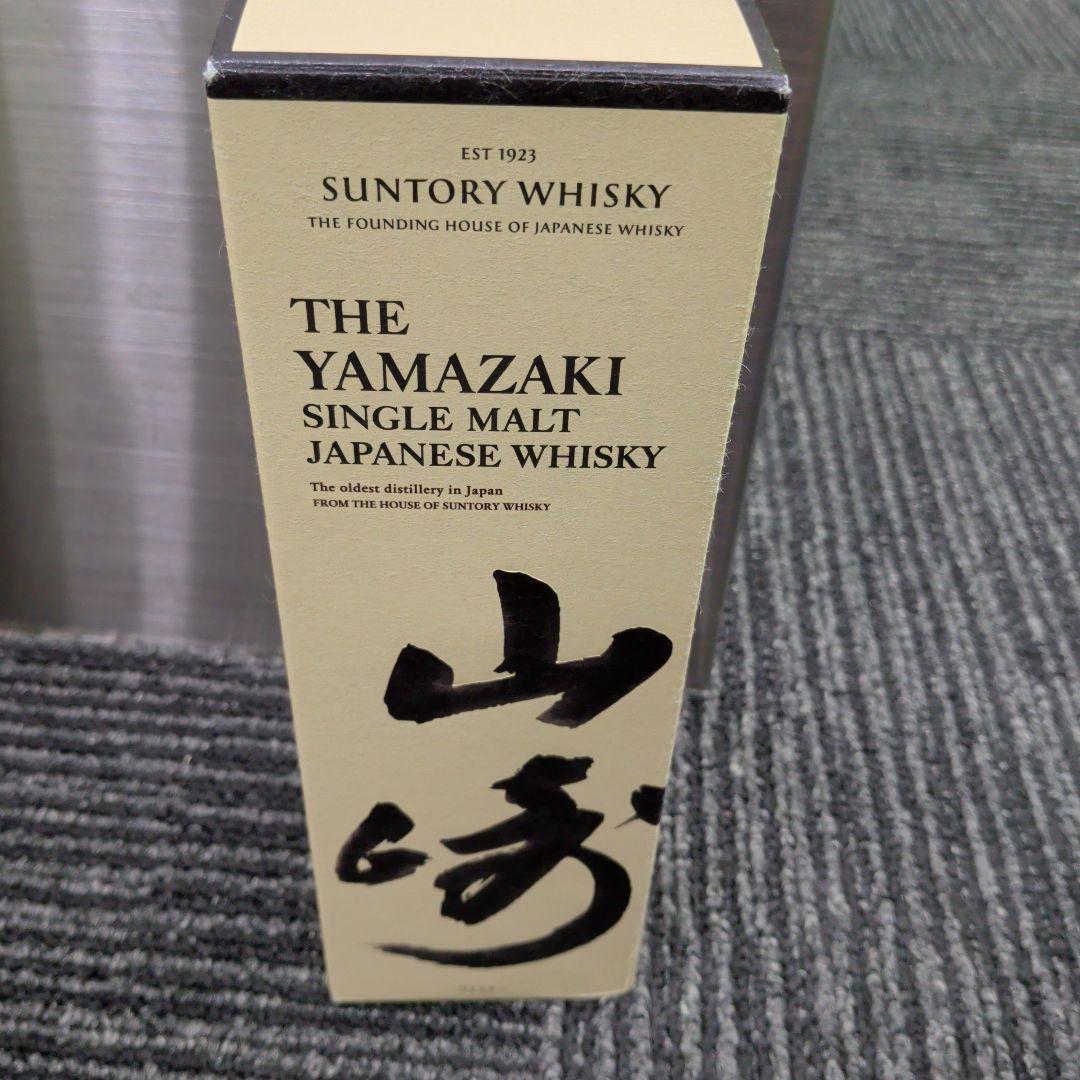 EST 1923
SUNTORY WHISKY
THE FOUNDING HOUSE OF JAPANESE WHISKY
THE
YAMAZAKI
SINGLE MALT
JAPANESE WHISKY
The oldest distillery in Japan
FROM THE HOUSE OF SUNTORY WHISKY
山
崎